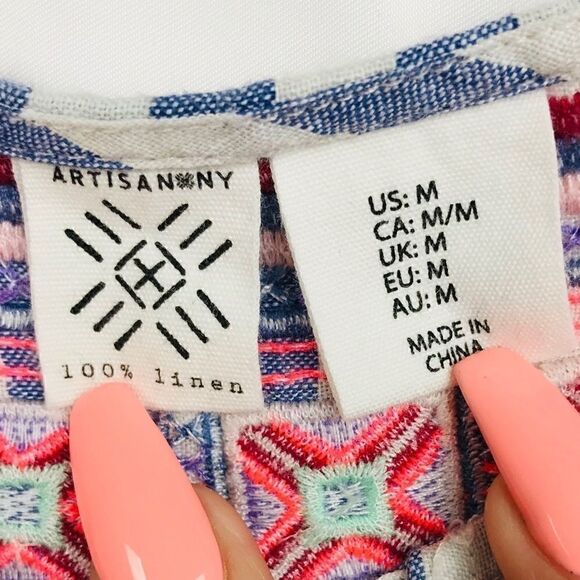 ARTISAN NY
100% linen
US: M
CA: M/M
UK: M
EU: M
AU: M
MADE IN
CHINA